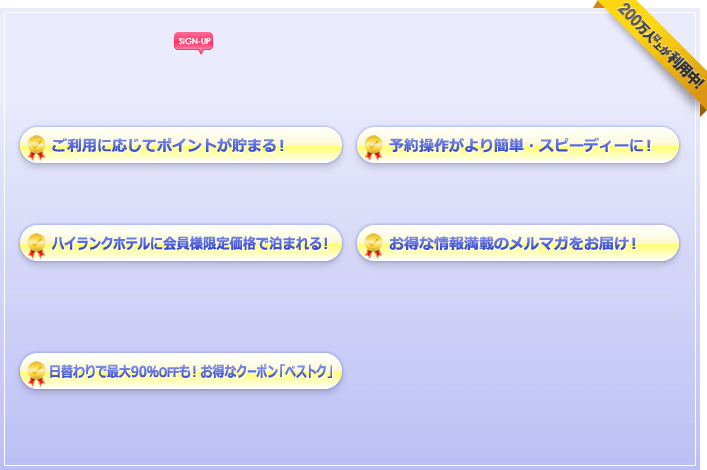 200万人以上が利用中!
SIGN-UP
ご利用に応じてポイントが貯まる!
予約操作がより簡単・スピーディーに!
ハイランクホテルに会員様限定価格で泊まれる!
お得な情報満載のメルマガをお届け!
日替わりで最大90%OFFも!お得なクーポン「ベストク」